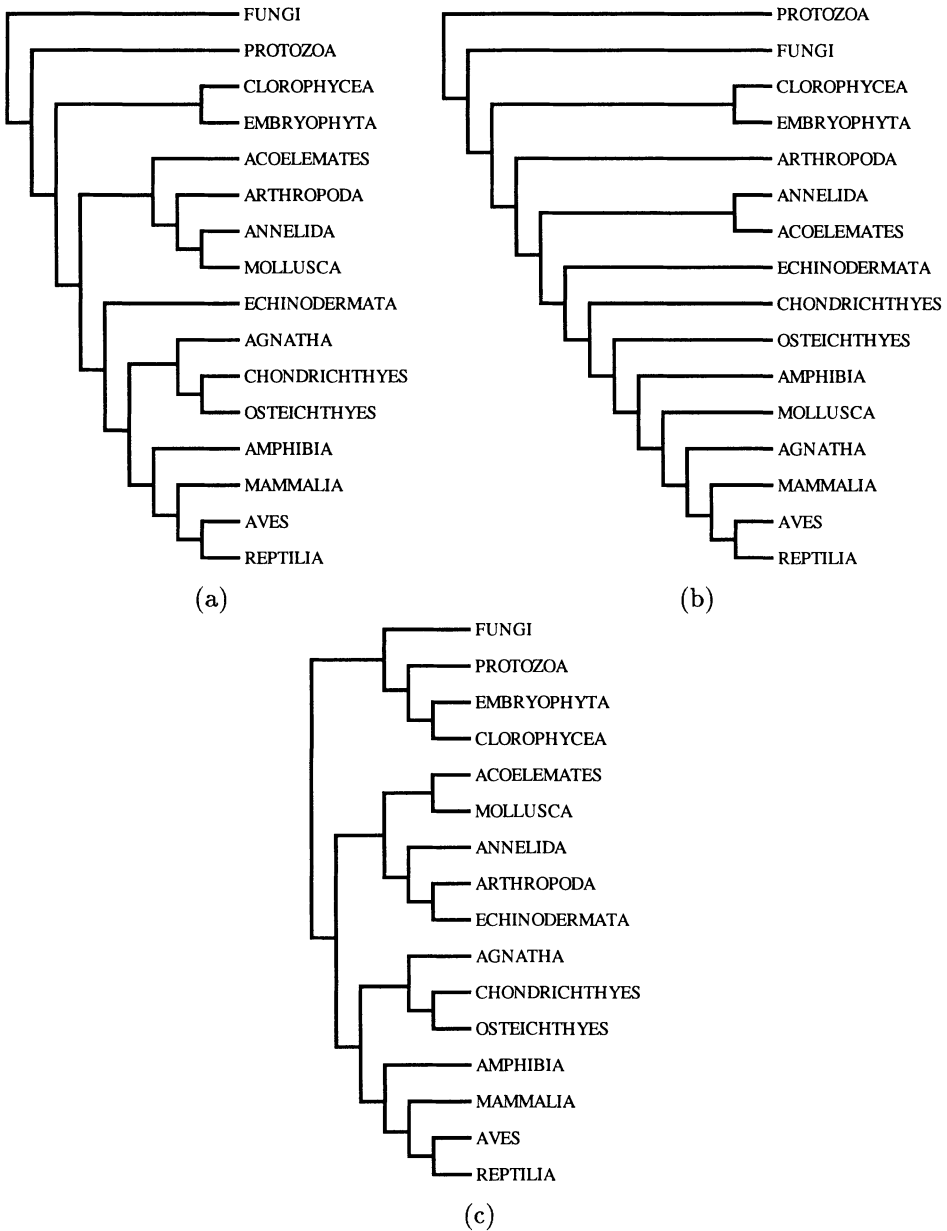 FUNGI
PROTOZOA
CLOROPHYCEA
EMBRYOPHYTA
ACOELEMATES
ARTHROPODA
ANNELIDA
MOLLUSCA
ECHINODERMATA
AGNATHA
CHONDRICHTHYES
OSTEICHTHYES
AMPHIBIA
MAMMALIA
AVES
REPTILIA
(a)
PROTOZOA
FUNGI
CLOROPHYCEA
EMBRYOPHYTA
ARTHROPODA
ANNELIDA
ACOELEMATES
ECHINODERMATA
CHONDRICHTHYES
OSTEICHTHYES
AMPHIBIA
MOLLUSCA
AGNATHA
MAMMALIA
AVES
REPTILIA
(b)
FUNGI
PROTOZOA
EMBRYOPHYTA
CLOROPHYCEA
ACOELEMATES
MOLLUSCA
ANNELIDA
ARTHROPODA
ECHINODERMATA
AGNATHA
CHONDRICHTHYES
OSTEICHTHYES
AMPHIBIA
MAMMALIA
AVES
REPTILIA
(c)